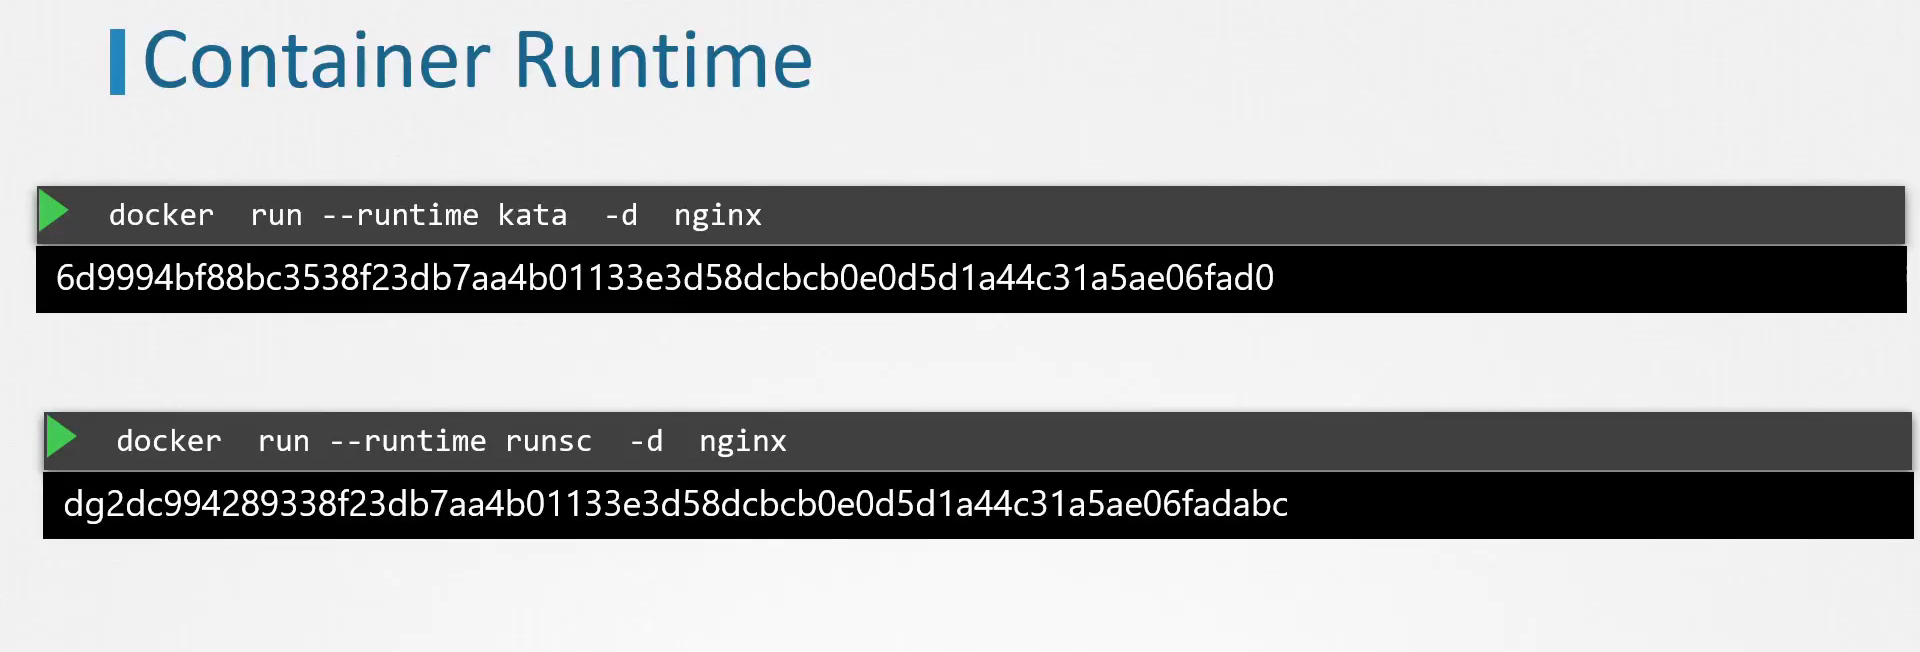 Container Runtime
docker run --runtime kata -d nginx
6d9994bf88bc3538f23db7aa4b01133e3d58dcbcb0e0d5d1a44c31a5ae06fad0
docker run --runtime runsc -d nginx
dg2dc994289338f23db7aa4b01133e3d58dcbcb0e0d5d1a44c31a5ae06fadabc